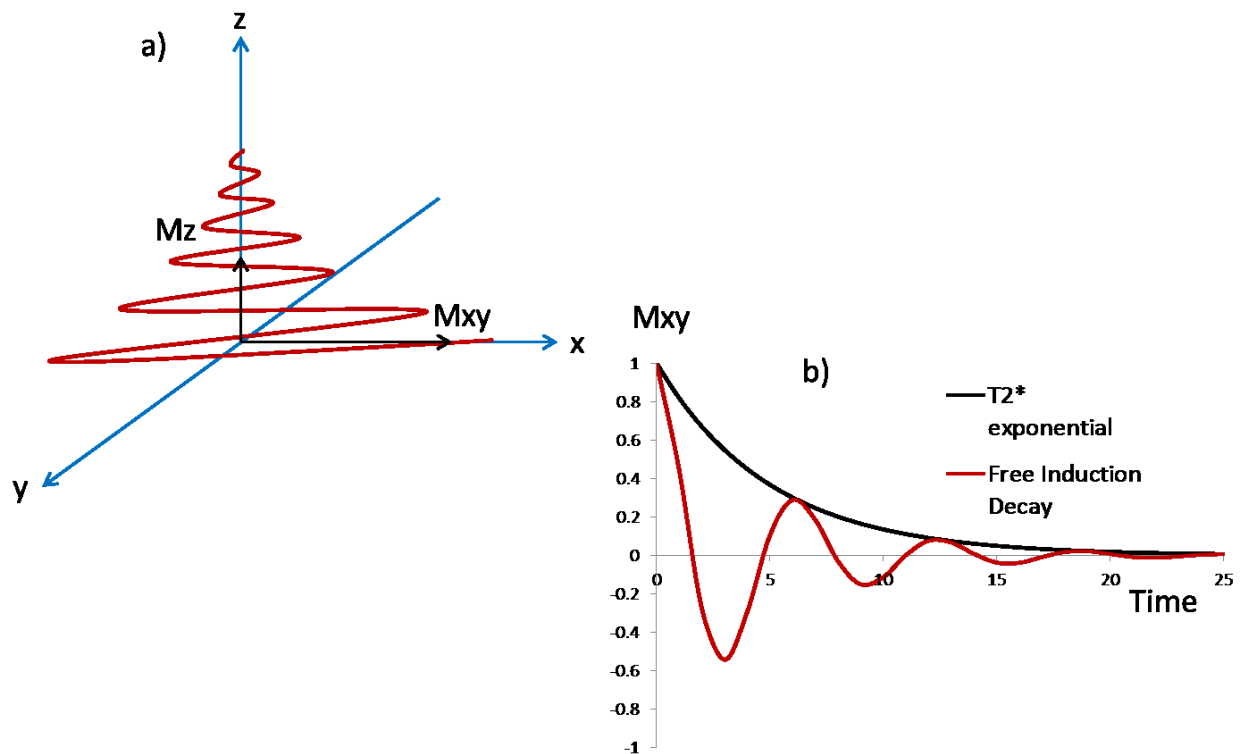 a)
z
Mz
Mxy
x
y
Mxy
b)
T2*
exponential
Free Induction
Decay
1
0.8
0.6
0.4
0.2
0
-0.2
-0.4
-0.6
-0.8
-1
0 5 10 15 20 25
Time